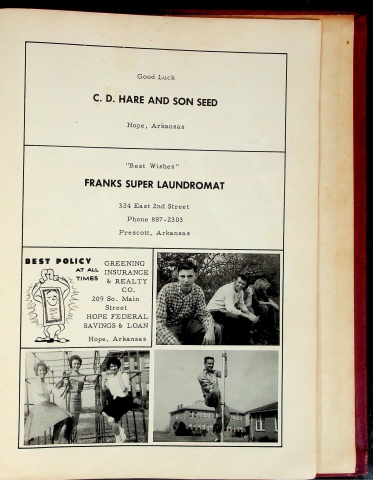 Good Luck
C. D. HARE AND SON SEED
Hope, Arkansas
"Best Wishes"
FRANKS SUPER LAUNDROMAT
324 East 2nd Street
Phone 887-2303
Prescott, Arkansas
BEST POLICY
AT ALL
TIMES
GREENING
INSURANCE
& REALTY
CO.
209 So. Main
Street
HOPE FEDERAL
SAVINGS & LOAN
Hope, Arkansas